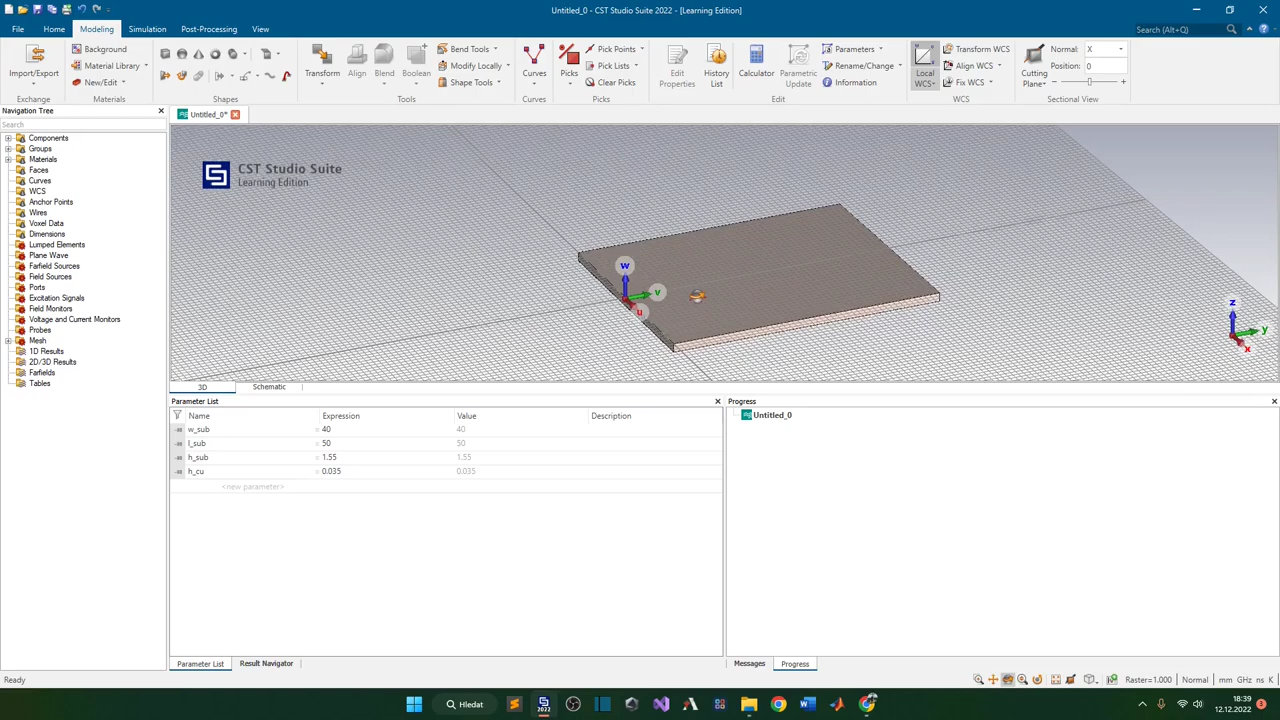 Untitled_0 - CST Studio Suite 2022 - [Learning Edition]
File Home Modeling Simulation Post-Processing View Search (Alt+Q)
Import/Export
Exchange
Background
Material Library
New/Edit
Materials
Shapes
Transform Align Blend Boolean
Bend Tools
Modify Locally
Shape Tools
Tools
Curves
Curves
Picks
Pick Points
Pick Lists
Clear Picks
Picks
Edit Properties
History List
Calculator
Parametric Update
Parameters
Rename/Change
Information
Edit
Local WCS
Transform WCS
Align WCS
Fix WCS
WCS
Cutting Plane
Normal: X
Position: 0
Sectional View
Navigation Tree
Search
Components
Groups
Materials
Faces
Curves
WCS
Anchor Points
Wires
Voxel Data
Dimensions
Lumped Elements
Plane Wave
Farfield Sources
Field Sources
Ports
Excitation Signals
Field Monitors
Voltage and Current Monitors
Probes
Mesh
1D Results
2D/3D Results
Farfields
Tables
Untitled_0*
CST Studio Suite
Learning Edition
w
v
u
z
y
x
3D Schematic
Parameter List
Name Expression Value Description
w_sub = 40 40
l_sub = 50 50
h_sub = 1.55 1.55
h_cu = 0.035 0.035
<new parameter>
Progress
Untitled_0
Parameter List Result Navigator
Messages Progress
Ready
Raster=1.000 Normal mm GHz ns K
Hledat
18:39
12.12.2022